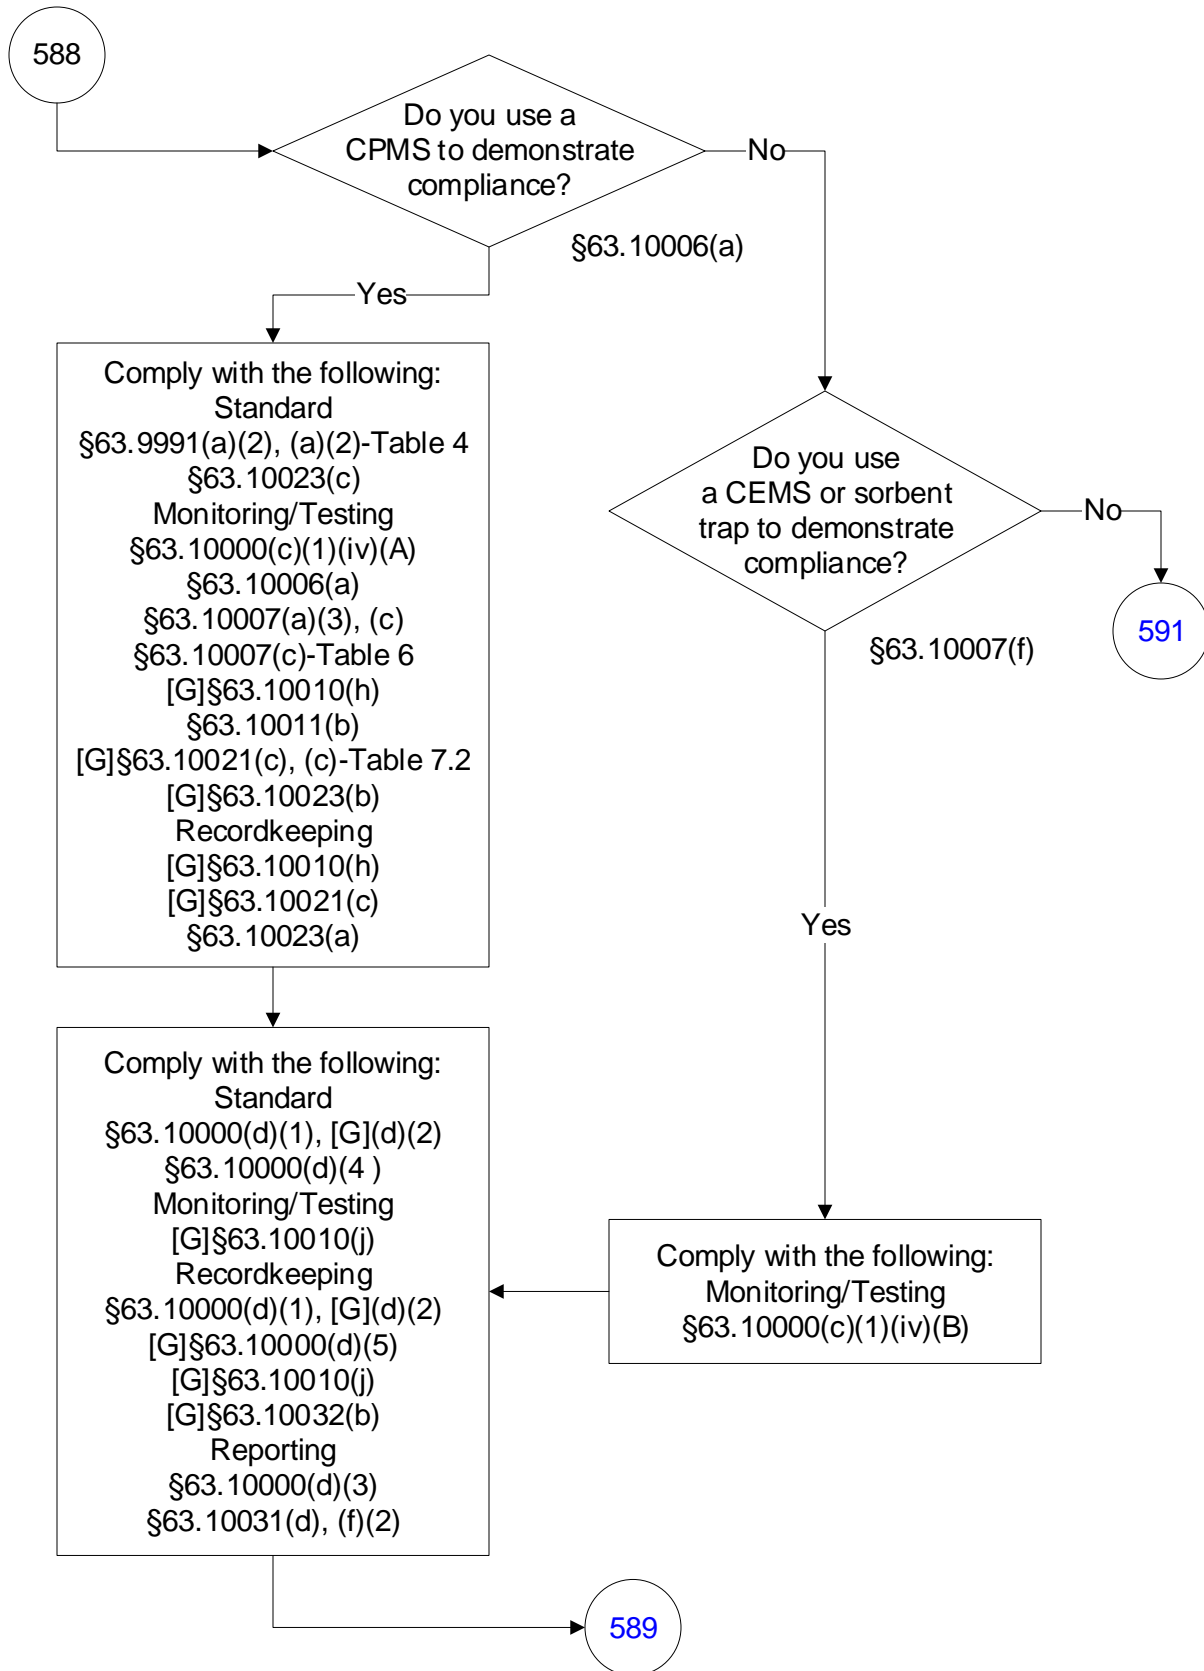 588
Do you use a
CPMS to demonstrate
compliance?
No
§63.10006(a)
Yes
Comply with the following:
Standard
§63.9991(a)(2), (a)(2)-Table 4
§63.10023(c)
Monitoring/Testing
§63.10000(c)(1)(iv)(A)
§63.10006(a)
§63.10007(a)(3), (c)
§63.10007(c)-Table 6
[G]§63.10010(h)
§63.10011(b)
[G]§63.10021(c), (c)-Table 7.2
[G]§63.10023(b)
Recordkeeping
[G]§63.10010(h)
[G]§63.10021(c)
§63.10023(a)
Do you use
a CEMS or sorbent
trap to demonstrate
compliance?
No
591
§63.10007(f)
Yes
Comply with the following:
Standard
§63.10000(d)(1), [G](d)(2)
§63.10000(d)(4 )
Monitoring/Testing
[G]§63.10010(j)
Recordkeeping
§63.10000(d)(1), [G](d)(2)
[G]§63.10000(d)(5)
[G]§63.10010(j)
[G]§63.10032(b)
Reporting
§63.10000(d)(3)
§63.10031(d), (f)(2)
Comply with the following:
Monitoring/Testing
§63.10000(c)(1)(iv)(B)
589